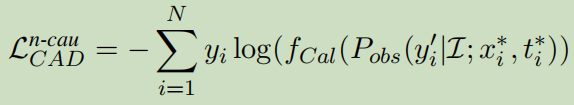 $\mathcal{L}_{CAD}^{n\text{-}cau} = -\sum_{i=1}^{N} y_i \log(f_{Cal}(P_{obs}(y_i'|\mathcal{I}; x_i^*, t_i^*))$